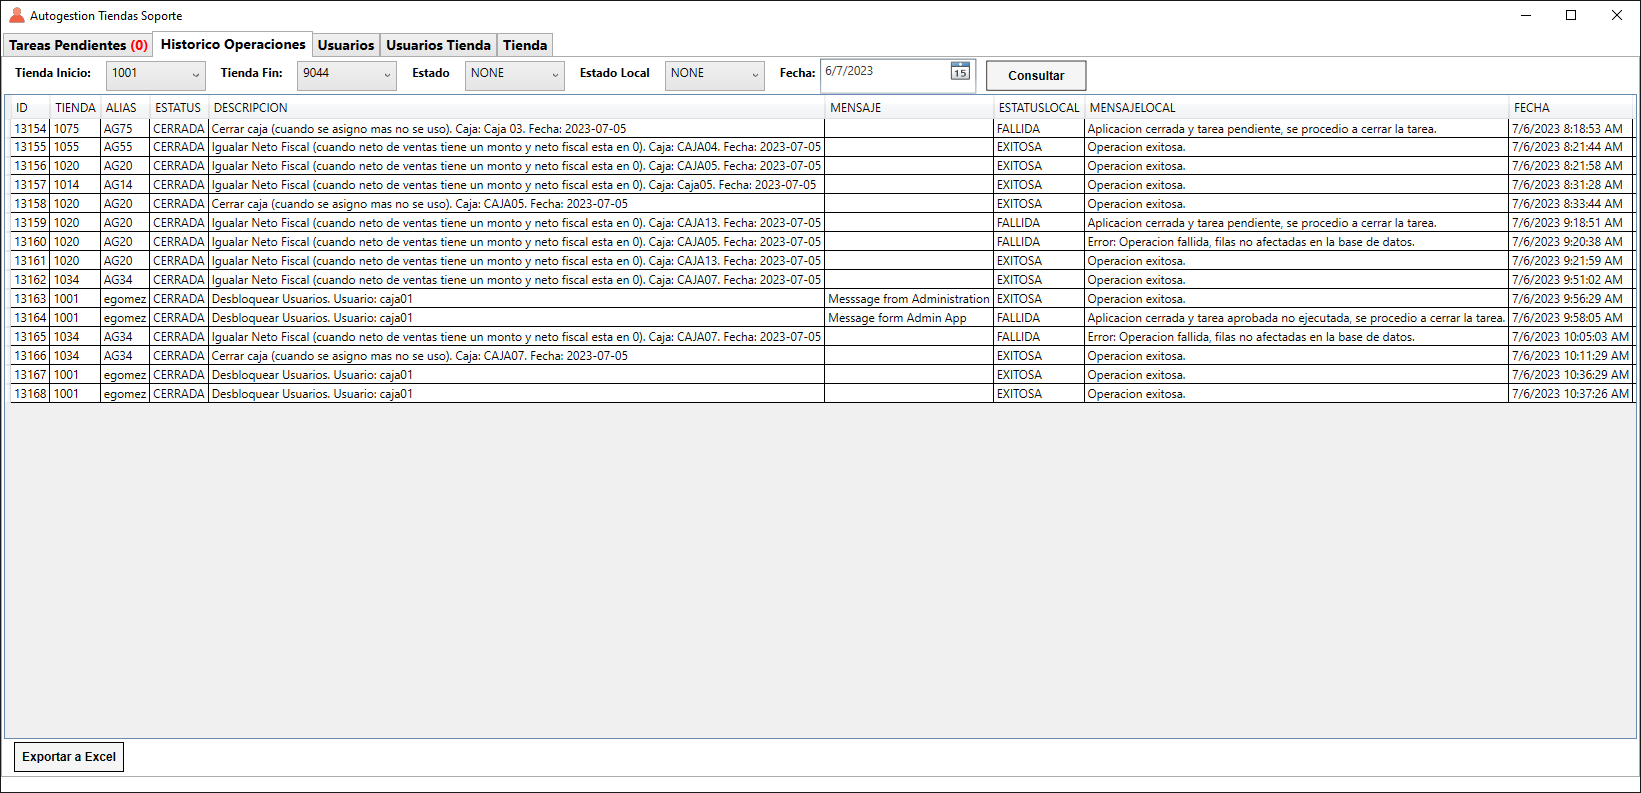 Autogestion Tiendas Soporte
Tareas Pendientes (0) Historico Operaciones Usuarios Usuarios Tienda Tienda
Tienda Inicio: 1001 Tienda Fin: 9044 Estado NONE Estado Local NONE Fecha: 6/7/2023 15 Consultar
ID TIENDA ALIAS ESTATUS DESCRIPCION MENSAJE ESTATUSLOCAL MENSAJELOCAL FECHA
13154 1075 AG75 CERRADA Cerrar caja (cuando se asigno mas no se uso). Caja: Caja 03. Fecha: 2023-07-05 FALLIDA Aplicacion cerrada y tarea pendiente, se procedio a cerrar la tarea. 7/6/2023 8:18:53 AM
13155 1055 AG55 CERRADA Igualar Neto Fiscal (cuando neto de ventas tiene un monto y neto fiscal esta en 0). Caja: CAJA04. Fecha: 2023-07-05 EXITOSA Operacion exitosa. 7/6/2023 8:21:44 AM
13156 1020 AG20 CERRADA Igualar Neto Fiscal (cuando neto de ventas tiene un monto y neto fiscal esta en 0). Caja: CAJA05. Fecha: 2023-07-05 EXITOSA Operacion exitosa. 7/6/2023 8:21:58 AM
13157 1014 AG14 CERRADA Igualar Neto Fiscal (cuando neto de ventas tiene un monto y neto fiscal esta en 0). Caja: Caja05. Fecha: 2023-07-05 EXITOSA Operacion exitosa. 7/6/2023 8:31:28 AM
13158 1020 AG20 CERRADA Cerrar caja (cuando se asigno mas no se uso). Caja: CAJA05. Fecha: 2023-07-05 EXITOSA Operacion exitosa. 7/6/2023 8:33:44 AM
13159 1020 AG20 CERRADA Igualar Neto Fiscal (cuando neto de ventas tiene un monto y neto fiscal esta en 0). Caja: CAJA13. Fecha: 2023-07-05 FALLIDA Aplicacion cerrada y tarea pendiente, se procedio a cerrar la tarea. 7/6/2023 9:18:51 AM
13160 1020 AG20 CERRADA Igualar Neto Fiscal (cuando neto de ventas tiene un monto y neto fiscal esta en 0). Caja: CAJA05. Fecha: 2023-07-05 FALLIDA Error: Operacion fallida, filas no afectadas en la base de datos. 7/6/2023 9:20:38 AM
13161 1020 AG20 CERRADA Igualar Neto Fiscal (cuando neto de ventas tiene un monto y neto fiscal esta en 0). Caja: CAJA13. Fecha: 2023-07-05 EXITOSA Operacion exitosa. 7/6/2023 9:21:59 AM
13162 1034 AG34 CERRADA Igualar Neto Fiscal (cuando neto de ventas tiene un monto y neto fiscal esta en 0). Caja: CAJA07. Fecha: 2023-07-05 EXITOSA Operacion exitosa. 7/6/2023 9:51:02 AM
13163 1001 egomez CERRADA Desbloquear Usuarios. Usuario: caja01 Messsage from Administration EXITOSA Operacion exitosa. 7/6/2023 9:56:29 AM
13164 1001 egomez CERRADA Desbloquear Usuarios. Usuario: caja01 Message form Admin App FALLIDA Aplicacion cerrada y tarea aprobada no ejecutada, se procedio a cerrar la tarea. 7/6/2023 9:58:05 AM
13165 1034 AG34 CERRADA Igualar Neto Fiscal (cuando neto de ventas tiene un monto y neto fiscal esta en 0). Caja: CAJA07. Fecha: 2023-07-05 FALLIDA Error: Operacion fallida, filas no afectadas en la base de datos. 7/6/2023 10:05:03 AM
13166 1034 AG34 CERRADA Cerrar caja (cuando se asigno mas no se uso). Caja: CAJA07. Fecha: 2023-07-05 EXITOSA Operacion exitosa. 7/6/2023 10:11:29 AM
13167 1001 egomez CERRADA Desbloquear Usuarios. Usuario: caja01 EXITOSA Operacion exitosa. 7/6/2023 10:36:29 AM
13168 1001 egomez CERRADA Desbloquear Usuarios. Usuario: caja01 EXITOSA Operacion exitosa. 7/6/2023 10:37:26 AM
Exportar a Excel